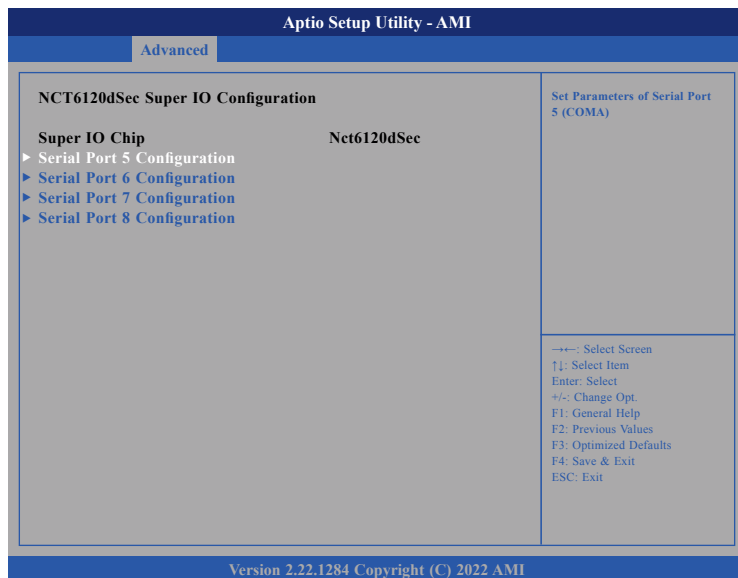 Aptio Setup Utility - AMI
Advanced
NCT6120dSec Super IO Configuration
Super IO Chip Nct6120dSec
▶ Serial Port 5 Configuration
▶ Serial Port 6 Configuration
▶ Serial Port 7 Configuration
▶ Serial Port 8 Configuration
Set Parameters of Serial Port
5 (COMA)
→←: Select Screen
↑↓: Select Item
Enter: Select
+/-: Change Opt.
F1: General Help
F2: Previous Values
F3: Optimized Defaults
F4: Save & Exit
ESC: Exit
Version 2.22.1284 Copyright (C) 2022 AMI